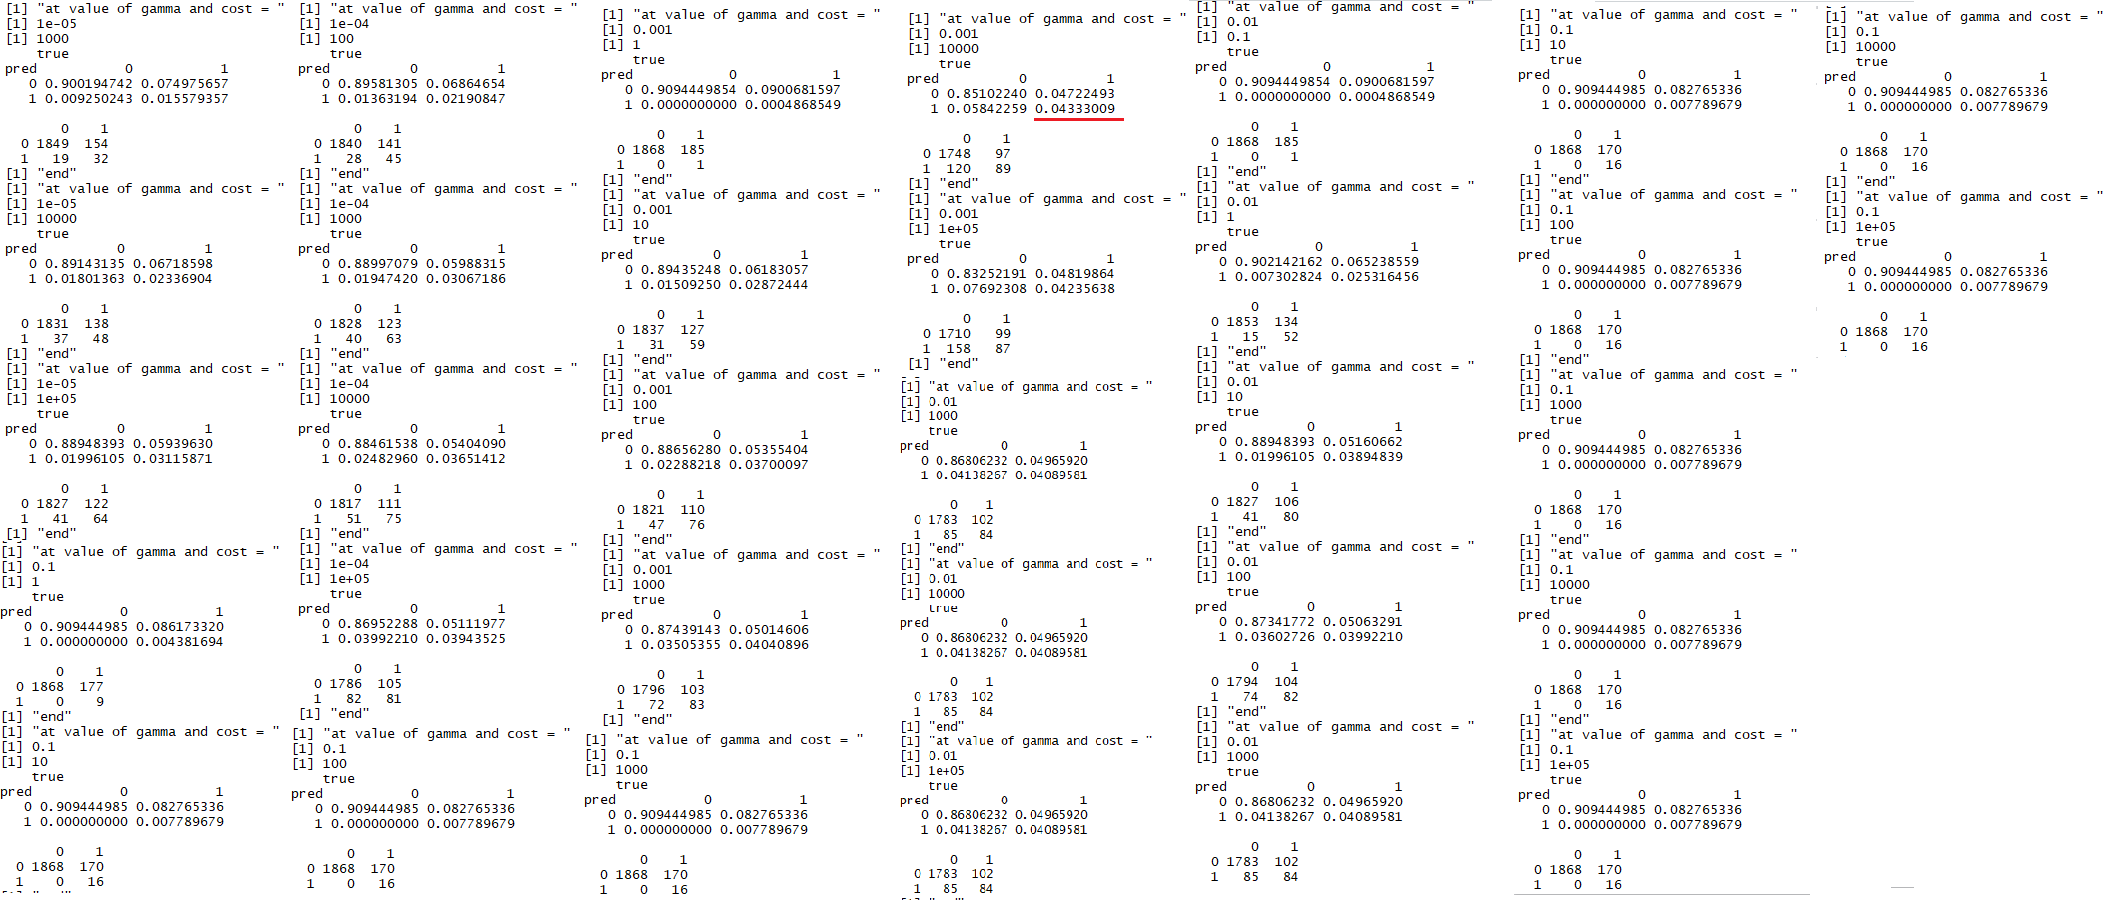 [1] "at value of gamma and cost = "
[1] 1e-05
[1] 1000
true
pred 0 1
0 0.900194742 0.074975657
1 0.009250243 0.015579357
0 1
0 1849 154
1 19 32
[1] "end"
[1] "at value of gamma and cost = "
[1] 1e-05
[1] 10000
true
pred 0 1
0 0.89143135 0.06718598
1 0.01801363 0.02336904
0 1
0 1831 138
1 37 48
[1] "end"
[1] "at value of gamma and cost = "
[1] 1e-05
[1] 1e+05
true
pred 0 1
0 0.88948393 0.05939630
1 0.01996105 0.03115871
0 1
0 1827 122
1 41 64
[1] "end"
[1] "at value of gamma and cost = "
[1] 0.1
[1] 1
true
pred 0 1
0 0.909444985 0.086173320
1 0.000000000 0.004381694
0 1
0 1868 177
1 0 9
[1] "end"
[1] "at value of gamma and cost = "
[1] 0.1
[1] 10
true
pred 0 1
0 0.909444985 0.082765336
1 0.000000000 0.007789679
0 1
0 1868 170
1 0 16
[1] "at value of gamma and cost = "
[1] 1e-04
[1] 100
true
pred 0 1
0 0.89581305 0.06864654
1 0.01363194 0.02190847
0 1
0 1840 141
1 28 45
[1] "end"
[1] "at value of gamma and cost = "
[1] 1e-04
[1] 1000
true
pred 0 1
0 0.88997079 0.05988315
1 0.01947420 0.03067186
0 1
0 1828 123
1 40 63
[1] "end"
[1] "at value of gamma and cost = "
[1] 1e-04
[1] 10000
true
pred 0 1
0 0.88461538 0.05404090
1 0.02482960 0.03651412
0 1
0 1817 111
1 51 75
[1] "end"
[1] "at value of gamma and cost = "
[1] 1e-04
[1] 1e+05
true
pred 0 1
0 0.86952288 0.05111977
1 0.03992210 0.03943525
0 1
0 1786 105
1 82 81
[1] "end"
[1] "at value of gamma and cost = "
[1] 0.1
[1] 100
true
pred 0 1
0 0.909444985 0.082765336
1 0.000000000 0.007789679
0 1
0 1868 170
1 0 16
[1] "at value of gamma and cost = "
[1] 0.001
[1] 1
true
pred 0 1
0 0.9094449854 0.0900681597
1 0.0000000000 0.0004868549
0 1
0 1868 185
1 0 1
[1] "end"
[1] "at value of gamma and cost = "
[1] 0.001
[1] 10
true
pred 0 1
0 0.89435248 0.06183057
1 0.01509250 0.02872444
0 1
0 1837 127
1 31 59
[1] "end"
[1] "at value of gamma and cost = "
[1] 0.001
[1] 100
true
pred 0 1
0 0.88656280 0.05355404
1 0.02288218 0.03700097
0 1
0 1821 110
1 47 76
[1] "end"
[1] "at value of gamma and cost = "
[1] 0.001
[1] 1000
true
pred 0 1
0 0.87439143 0.05014606
1 0.03505355 0.04040896
0 1
0 1796 103
1 72 83
[1] "end"
[1] "at value of gamma and cost = "
[1] 0.1
[1] 1000
true
pred 0 1
0 0.909444985 0.082765336
1 0.000000000 0.007789679
0 1
0 1868 170
1 0 16
[1] "at value of gamma and cost = "
[1] 0.001
[1] 10000
true
pred 0 1
0 0.85102240 0.04722493
1 0.05842259 0.04333009
0 1
0 1748 97
1 120 89
[1] "end"
[1] "at value of gamma and cost = "
[1] 0.001
[1] 1e+05
true
pred 0 1
0 0.83252191 0.04819864
1 0.07692308 0.04235638
0 1
0 1710 99
1 158 87
[1] "end"
[1] "at value of gamma and cost = "
[1] 0.01
[1] 1000
true
pred 0 1
0 0.86806232 0.04965920
1 0.04138267 0.04089581
0 1
0 1783 102
1 85 84
[1] "end"
[1] "at value of gamma and cost = "
[1] 0.01
[1] 10000
true
pred 0 1
0 0.86806232 0.04965920
1 0.04138267 0.04089581
0 1
0 1783 102
1 85 84
[1] "end"
[1] "at value of gamma and cost = "
[1] 0.01
[1] 1e+05
true
pred 0 1
0 0.86806232 0.04965920
1 0.04138267 0.04089581
0 1
0 1783 102
1 85 84
[1] "at value of gamma and cost = "
[1] 0.01
[1] 0.1
true
pred 0 1
0 0.9094449854 0.0900681597
1 0.0000000000 0.0004868549
0 1
0 1868 185
1 0 1
[1] "end"
[1] "at value of gamma and cost = "
[1] 0.01
[1] 1
true
pred 0 1
0 0.902142162 0.065238559
1 0.007302824 0.025316456
0 1
0 1853 134
1 15 52
[1] "end"
[1] "at value of gamma and cost = "
[1] 0.01
[1] 10
true
pred 0 1
0 0.88948393 0.05160662
1 0.01996105 0.03894839
0 1
0 1827 106
1 41 80
[1] "end"
[1] "at value of gamma and cost = "
[1] 0.01
[1] 100
true
pred 0 1
0 0.87341772 0.05063291
1 0.03602726 0.03992210
0 1
0 1794 104
1 74 82
[1] "end"
[1] "at value of gamma and cost = "
[1] 0.01
[1] 1000
true
pred 0 1
0 0.86806232 0.04965920
1 0.04138267 0.04089581
0 1
0 1783 102
1 85 84
[1] "at value of gamma and cost = "
[1] 0.1
[1] 10
true
pred 0 1
0 0.909444985 0.082765336
1 0.000000000 0.007789679
0 1
0 1868 170
1 0 16
[1] "end"
[1] "at value of gamma and cost = "
[1] 0.1
[1] 100
true
pred 0 1
0 0.909444985 0.082765336
1 0.000000000 0.007789679
0 1
0 1868 170
1 0 16
[1] "end"
[1] "at value of gamma and cost = "
[1] 0.1
[1] 1000
true
pred 0 1
0 0.909444985 0.082765336
1 0.000000000 0.007789679
0 1
0 1868 170
1 0 16
[1] "end"
[1] "at value of gamma and cost = "
[1] 0.1
[1] 10000
true
pred 0 1
0 0.909444985 0.082765336
1 0.000000000 0.007789679
0 1
0 1868 170
1 0 16
[1] "end"
[1] "at value of gamma and cost = "
[1] 0.1
[1] 1e+05
true
pred 0 1
0 0.909444985 0.082765336
1 0.000000000 0.007789679
0 1
0 1868 170
1 0 16
[1] "at value of gamma and cost = "
[1] 0.1
[1] 10000
true
pred 0 1
0 0.909444985 0.082765336
1 0.000000000 0.007789679
0 1
0 1868 170
1 0 16
[1] "end"
[1] "at value of gamma and cost = "
[1] 0.1
[1] 1e+05
true
pred 0 1
0 0.909444985 0.082765336
1 0.000000000 0.007789679
0 1
0 1868 170
1 0 16